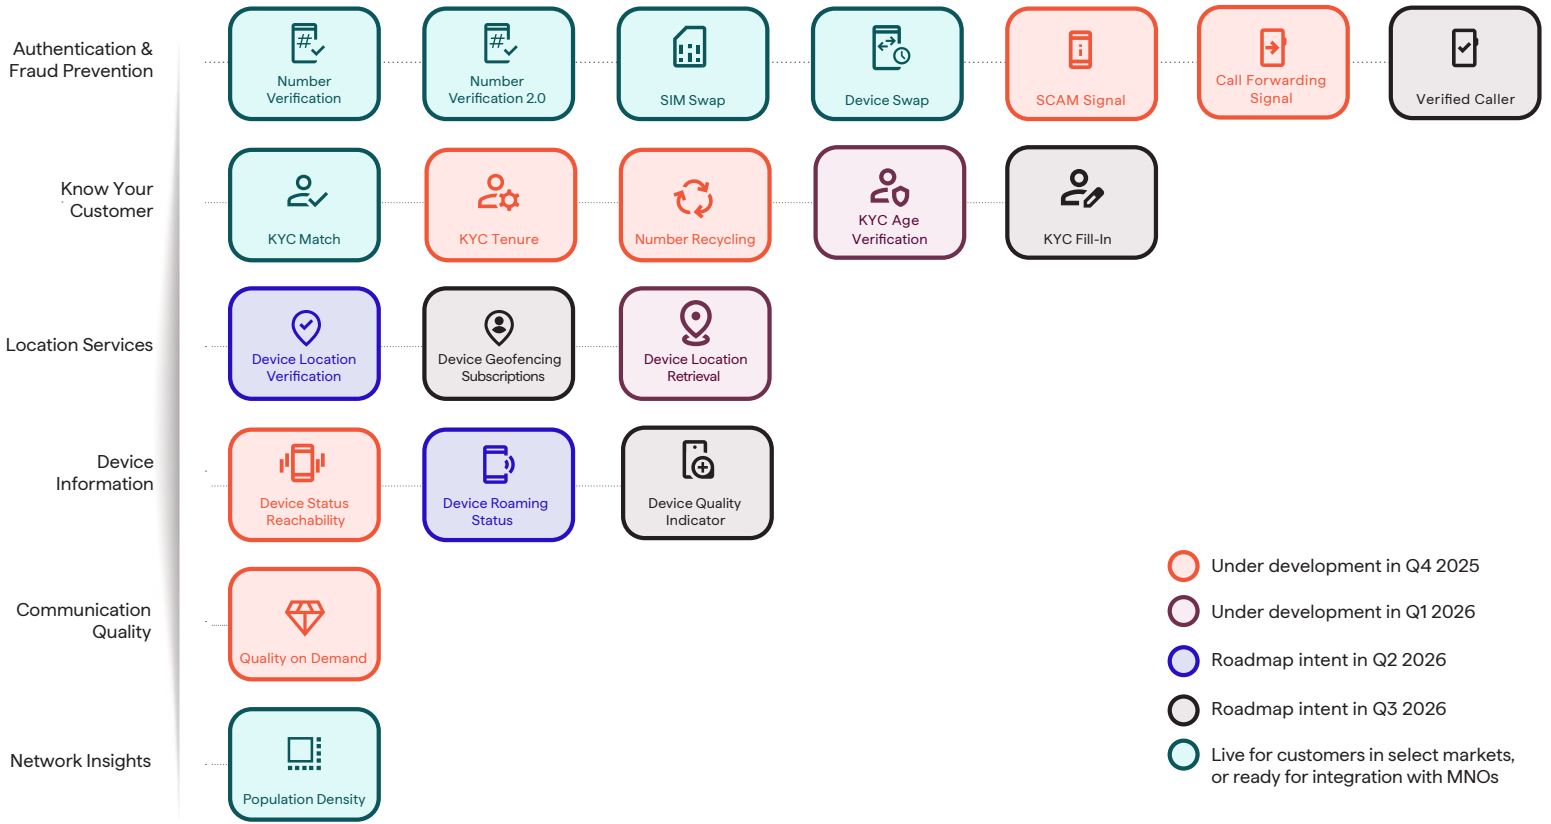 Authentication &
Fraud Prevention
Number
Verification
Number
Verification 2.0
SIM Swap
Device Swap
SCAM Signal
Call Forwarding
Signal
Verified Caller
Know Your
Customer
KYC Match
KYC Tenure
Number Recycling
KYC Age
Verification
KYC Fill-In
Location Services
Device Location
Verification
Device Geofencing
Subscriptions
Device Location
Retrieval
Device
Information
Device Status
Reachability
Device Roaming
Status
Device Quality
Indicator
Communication
Quality
Quality on Demand
Network Insights
Population Density
Under development in Q4 2025
Under development in Q1 2026
Roadmap intent in Q2 2026
Roadmap intent in Q3 2026
Live for customers in select markets,
or ready for integration with MNOs